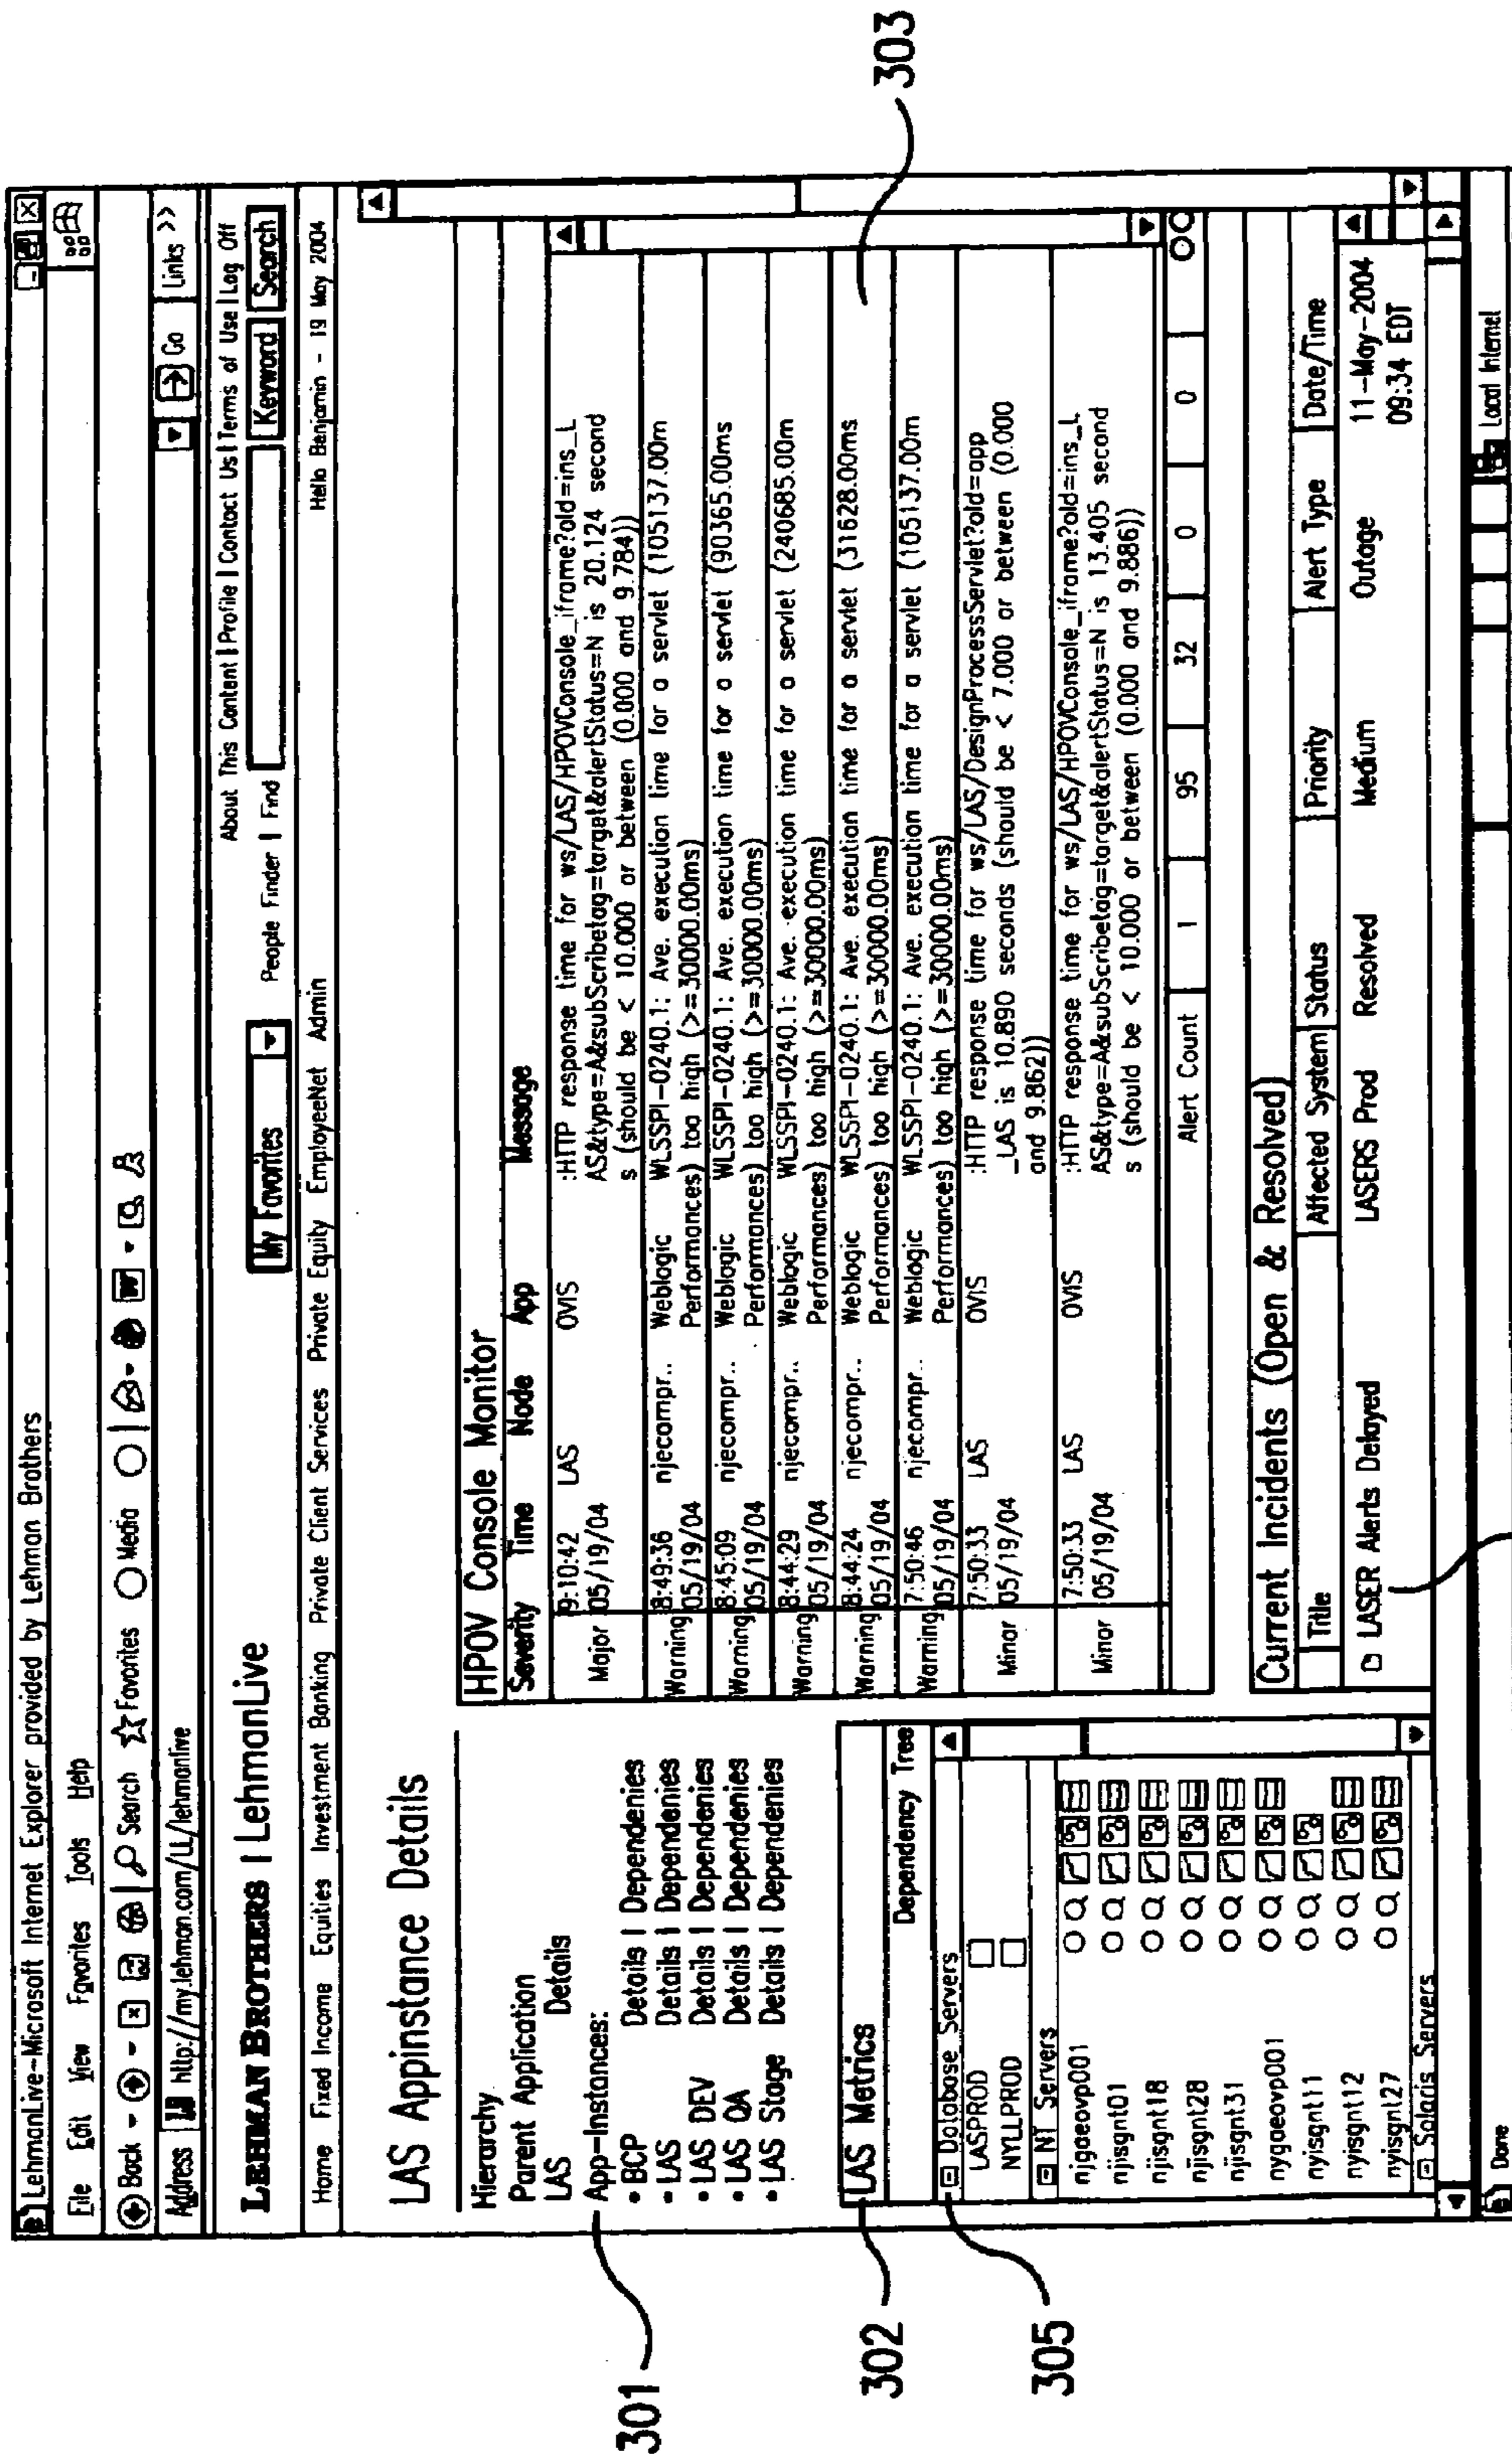 LehmanLive-Microsoft Internet Explorer provided by Lehman Brothers
File Edit View Favorites Tools Help
Back Search Favorites Media
Address http://my.lehman.com/LL/lehmanlive Go Links >>
About This Content | Profile | Contact Us | Terms of Use | Log Off
LEHMAN BROTHERS | LehmanLive My Favorites People Finder | Find Keyword Search
Home Fixed Income Equities Investment Banking Private Client Services Private Equity EmployeeNet Admin Hello Benjamin - 19 May 2004
LAS Appinstance Details
Hierarchy
Parent Application
LAS Details
App-Instances:
• BCP Details | Dependenies
• LAS Details | Dependenies
• LAS DEV Details | Dependenies
• LAS QA Details | Dependenies
• LAS Stage Details | Dependenies
301
LAS Metrics
302
Dependency Tree
Database Servers
305
LASPROD
NYLLPROD
NT Servers
njgaeovp001
njisgnt01
njisgnt18
njisgnt28
njisgnt31
nygaeovp001
nyisgnt11
nyisgnt12
nyisgnt27
Solaris Servers
HPOV Console Monitor
Severity Time Node App Message
Major 9:10:42 LAS OVIS :HTTP response time for ws/LAS/HPOVConsole_iframe?old=ins_L
05/19/04 AS&type=A&subScribetag=target&alertStatus=N is 20.124 second
s (should be < 10.000 or between (0.000 and 9.784))
Warning 8:49:36 njecompr.. Weblogic WLSSPI-0240.1: Ave. execution time for a servlet (105137.00m
05/19/04 Performances) too high (>=30000.00ms)
Warning 8:45:09 njecompr.. Weblogic WLSSPI-0240.1: Ave. execution time for a servlet (90365.00ms
05/19/04 Performances) too high (>=30000.00ms)
Warning 8:44:29 njecompr.. Weblogic WLSSPI-0240.1: Ave. execution time for a servlet (240685.00m
05/19/04 Performances) too high (>=30000.00ms)
Warning 8:44:24 njecompr.. Weblogic WLSSPI-0240.1: Ave. execution time for a servlet (31628.00ms
05/19/04 Performances) too high (>=30000.00ms)
303
Warning 7:50:46 njecompr.. Weblogic WLSSPI-0240.1: Ave. execution time for a servlet (105137.00m
05/19/04 Performances) too high (>=30000.00ms)
Minor 7:50:33 LAS OVIS :HTTP response time for ws/LAS/DesignProcessServlet?old=app
05/19/04 _LAS is 10.890 seconds (should be < 7.000 or between (0.000
and 9.862))
Minor 7:50:33 LAS OVIS :HTTP response time for ws/LAS/HPOVConsole_iframe?old=ins_L
05/19/04 AS&type=A&subScribetag=target&alertStatus=N is 13.405 second
s (should be < 10.000 or between (0.000 and 9.886))
Alert Count 1 95 32 0 0
Current Incidents (Open & Resolved)
Title Affected System Status Priority Alert Type Date/Time
LASER Alerts Delayed LASERS Prod Resolved Medium Outage 11-May-2004
09:34 EDT
Done Local Internet